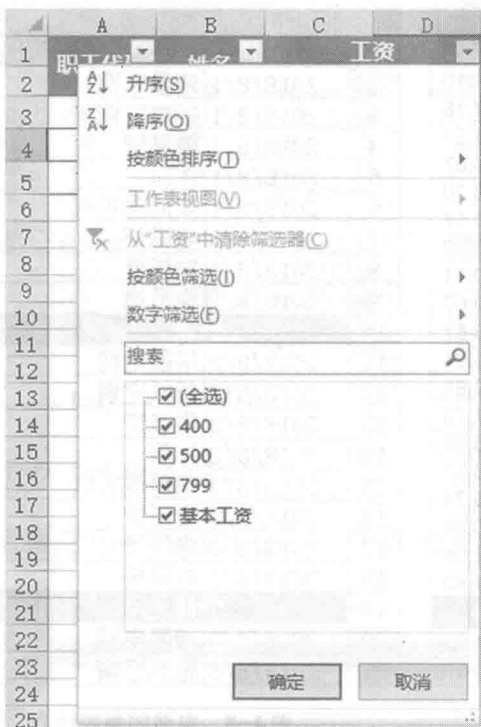 A B C D
1 工资
2 升序(S)
3 降序(O)
4 按颜色排序(T)
5
6 工作表视图(V)
7 从“工资”中清除筛选器(C)
8
9 按颜色筛选(I)
10 数字筛选(F)
11 搜索
12
13 (全选)
14 400
15 500
16 799
17 基本工资
18
19
20
21
22
23 确定 取消
24
25